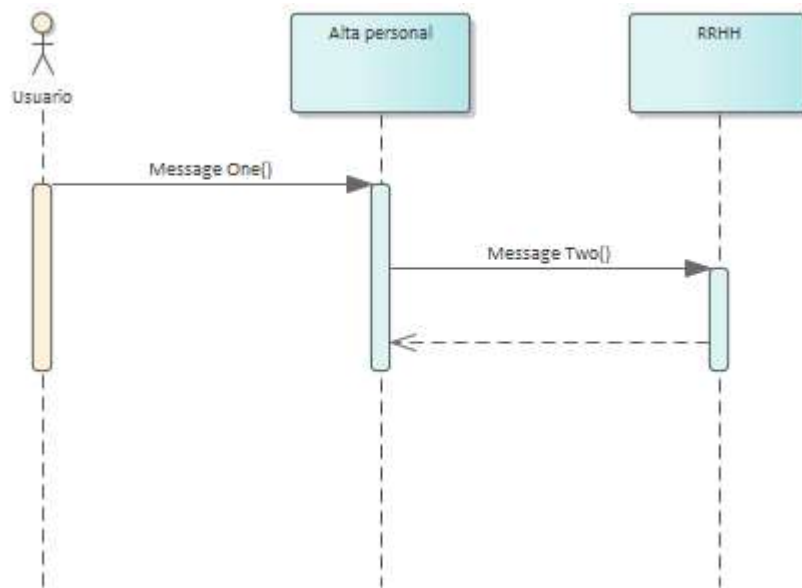 Usuario
Alta personal
RRHH
Message One()
Message Two()